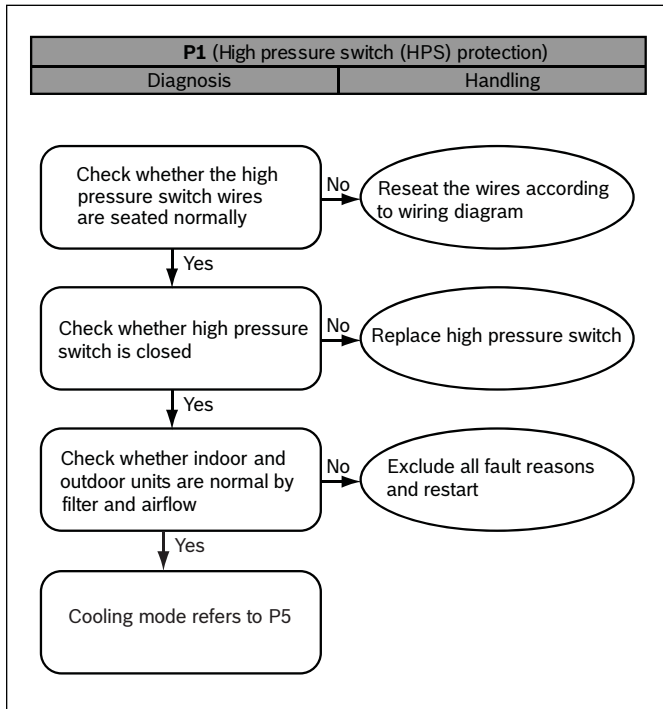 P1 (High pressure switch (HPS) protection)
Diagnosis
Handling
Check whether the high
pressure switch wires
are seated normally
No
Reseat the wires according
to wiring diagram
Yes
Check whether high pressure
switch is closed
No
Replace high pressure switch
Yes
Check whether indoor and
outdoor units are normal by
filter and airflow
No
Exclude all fault reasons
and restart
Yes
Cooling mode refers to P5